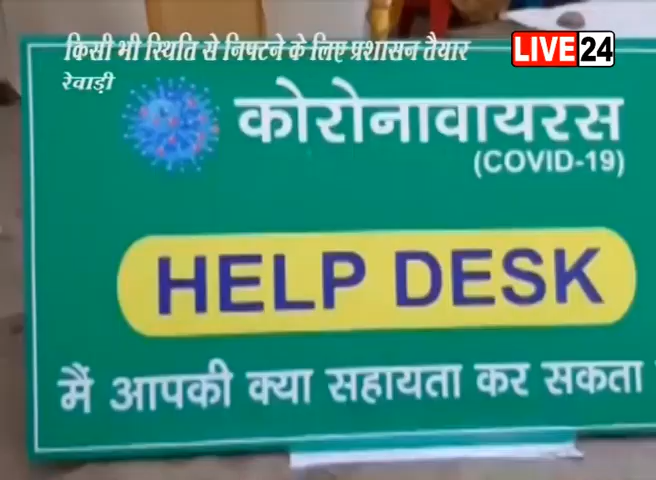 किसी भी स्थिति से निपटने के लिए प्रशासन तैयार
LIVE24
रेवाड़ी
कोरोनावायरस
(COVID-19)
HELP DESK
मैं आपकी क्या सहायता कर सकता